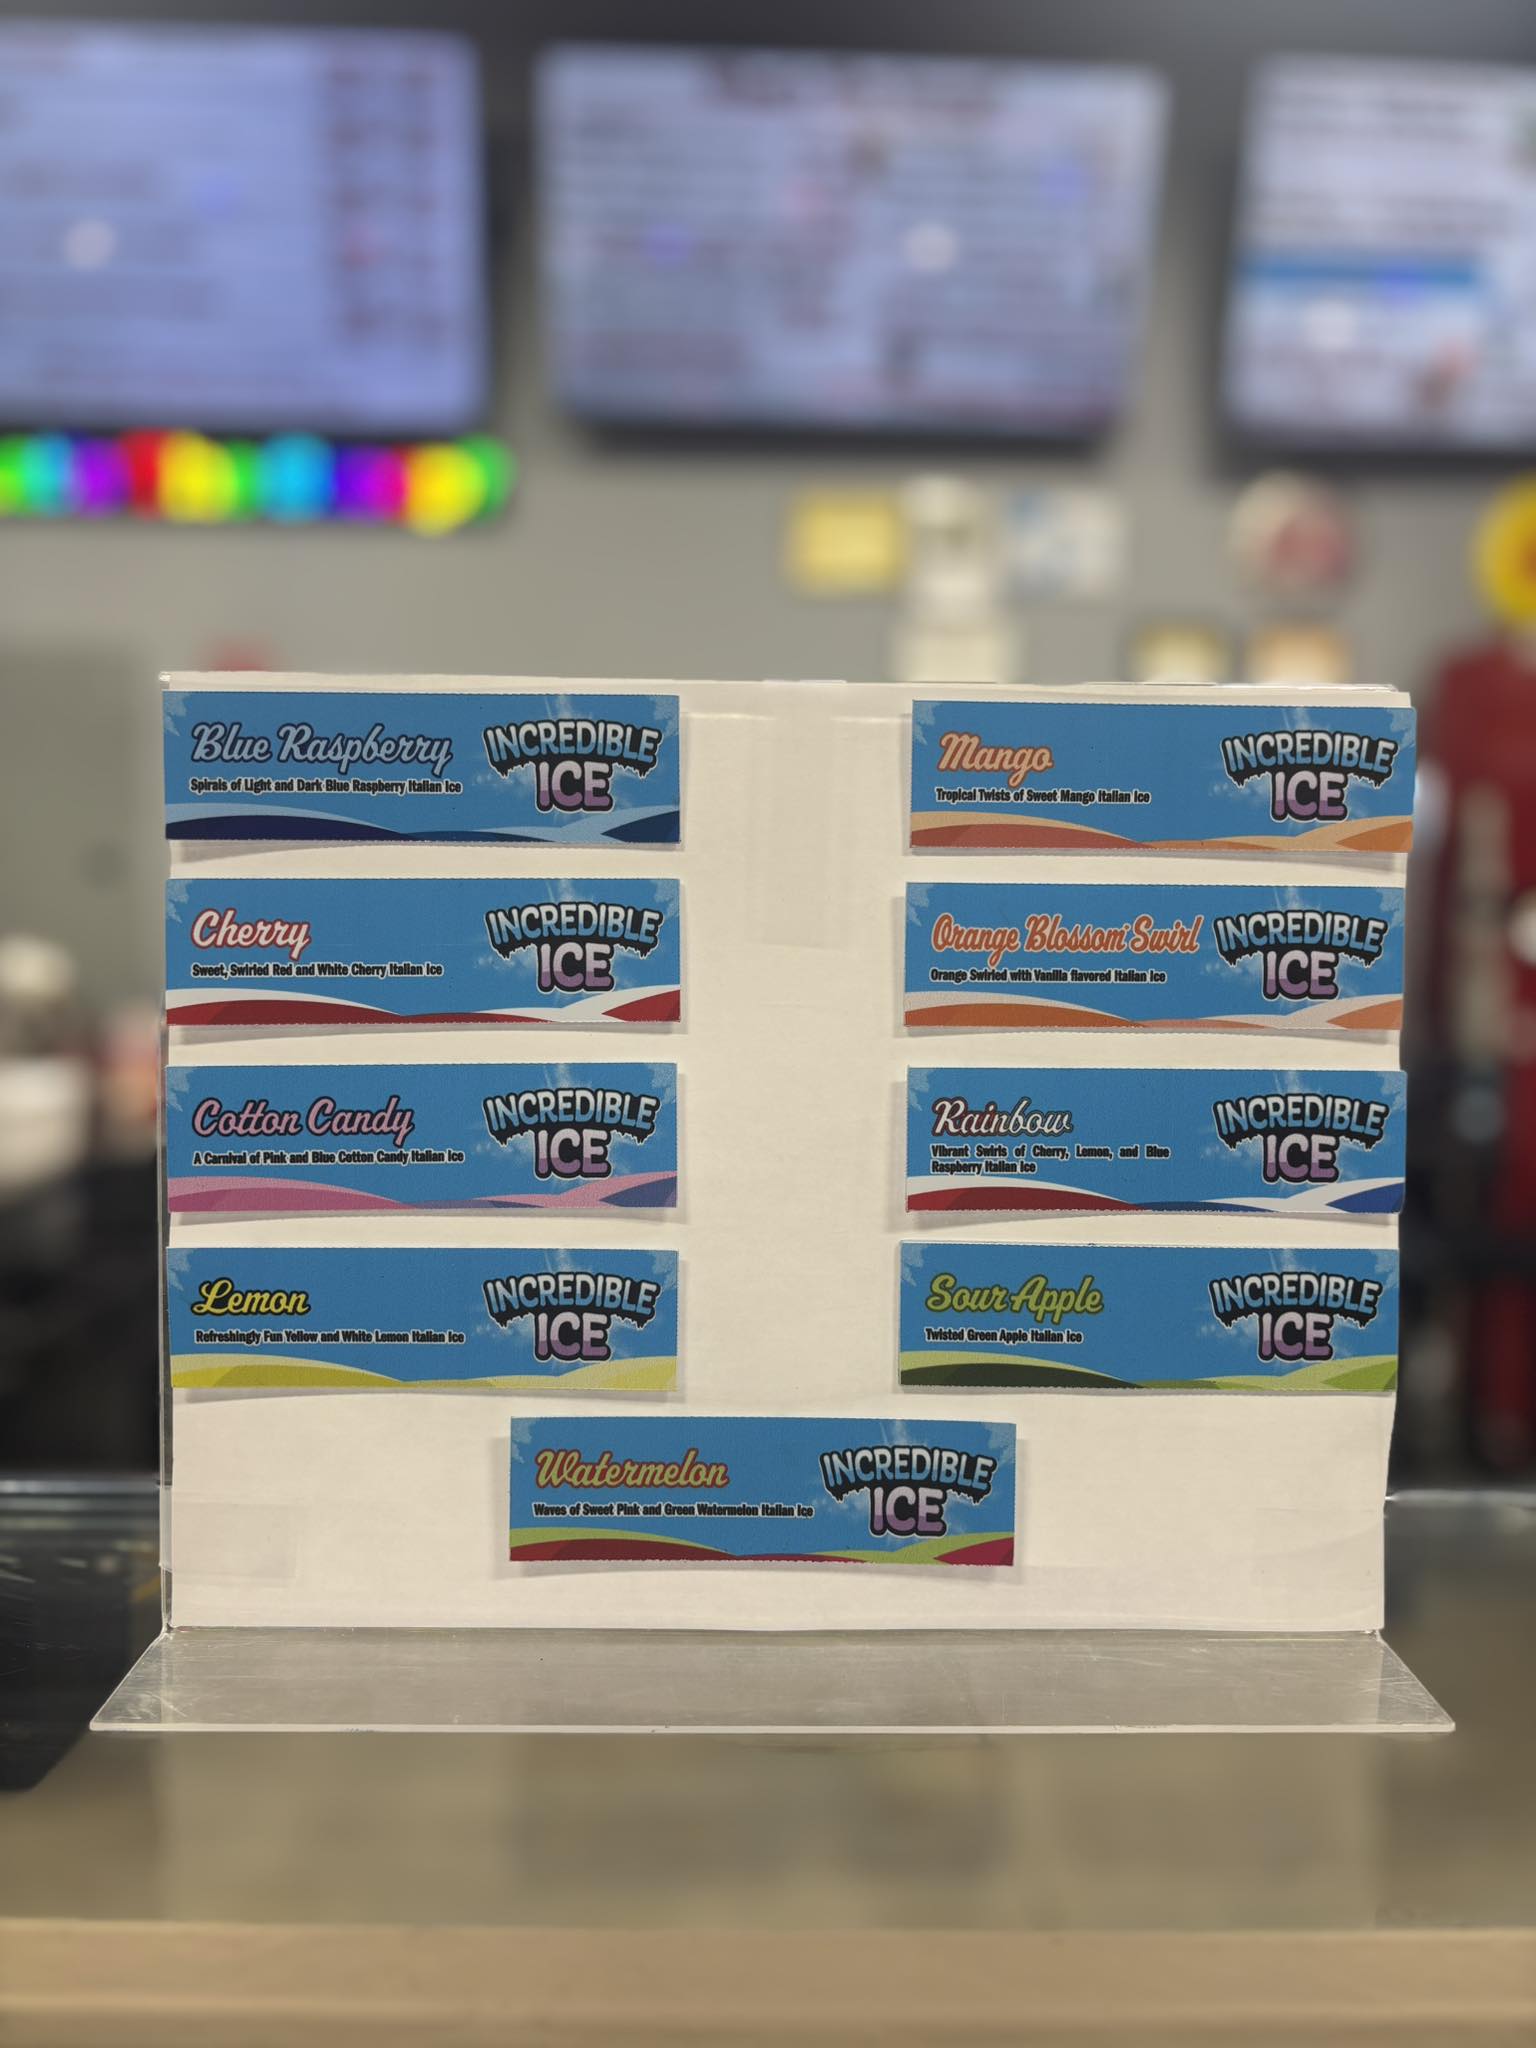 Blue Raspberry
Spirals of Light and Dark Blue Raspberry Italian Ice
INCREDIBLE
ICE
Mango
Tropical Twists of Sweet Mango Italian Ice
INCREDIBLE
ICE
Cherry
Sweet, Swirled Red and White Cherry Italian Ice
INCREDIBLE
ICE
Orange Blossom Swirl
Orange Swirled with Vanilla flavored Italian Ice
INCREDIBLE
ICE
Cotton Candy
A Carnival of Pink and Blue Cotton Candy Italian Ice
INCREDIBLE
ICE
Rainbow
Vibrant Swirls of Cherry, Lemon, and Blue
Raspberry Italian Ice
INCREDIBLE
ICE
Lemon
Refreshingly Fun Yellow and White Lemon Italian Ice
INCREDIBLE
ICE
Sour Apple
Twisted Green Apple Italian Ice
INCREDIBLE
ICE
Watermelon
Waves of Sweet Pink and Green Watermelon Italian Ice
INCREDIBLE
ICE